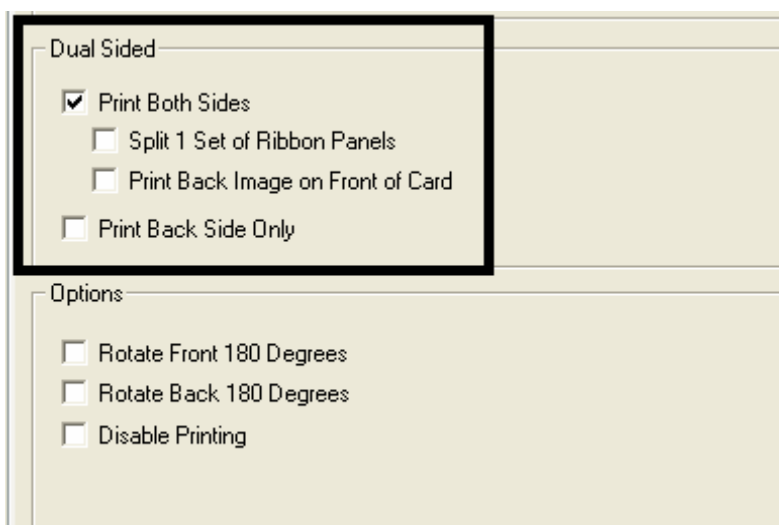 Dual Sided
Print Both Sides
Split 1 Set of Ribbon Panels
Print Back Image on Front of Card
Print Back Side Only
Options
Rotate Front 180 Degrees
Rotate Back 180 Degrees
Disable Printing